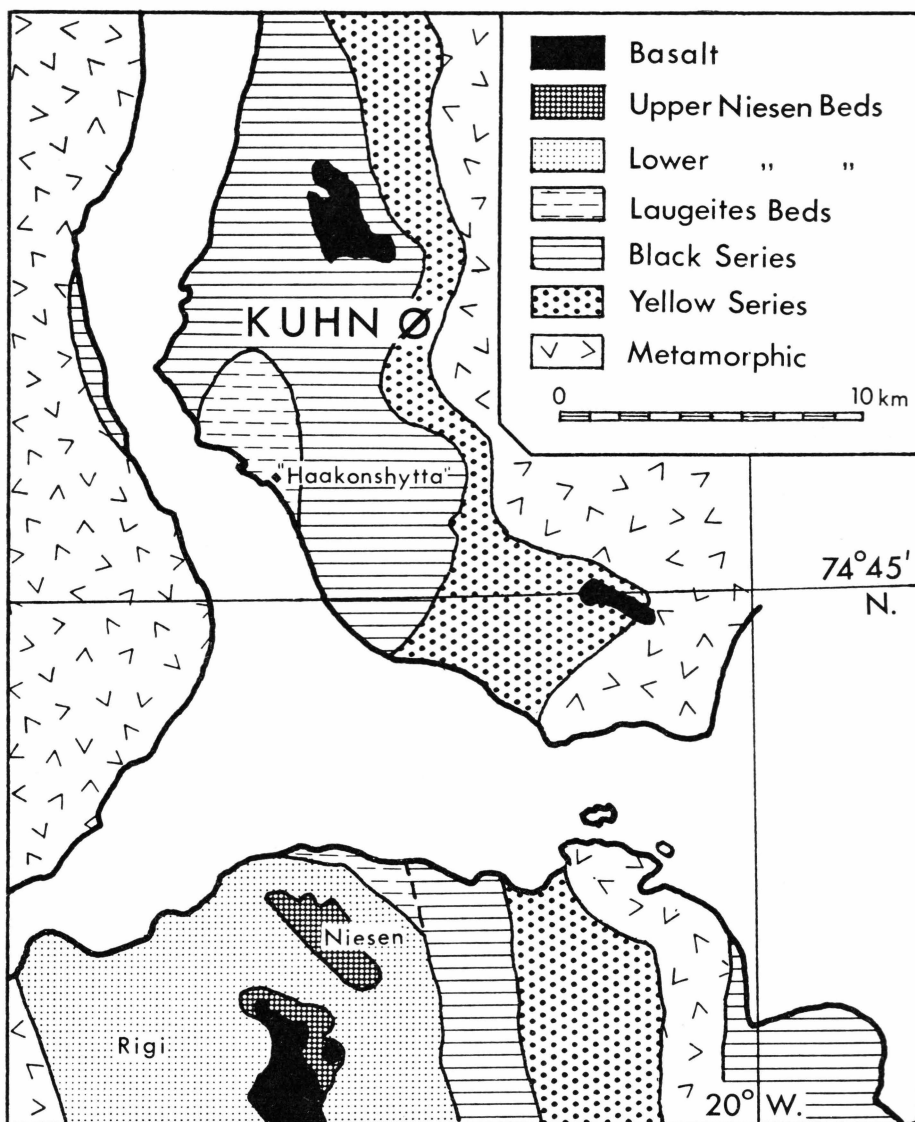 Basalt
Upper Niesen Beds
Lower " "
Laugeites Beds
Black Series
Yellow Series
Metamorphic
0 10 km
KUHN Ø
"Haakonshytta"
74°45'
N.
Niesen
Rigi
20° W.